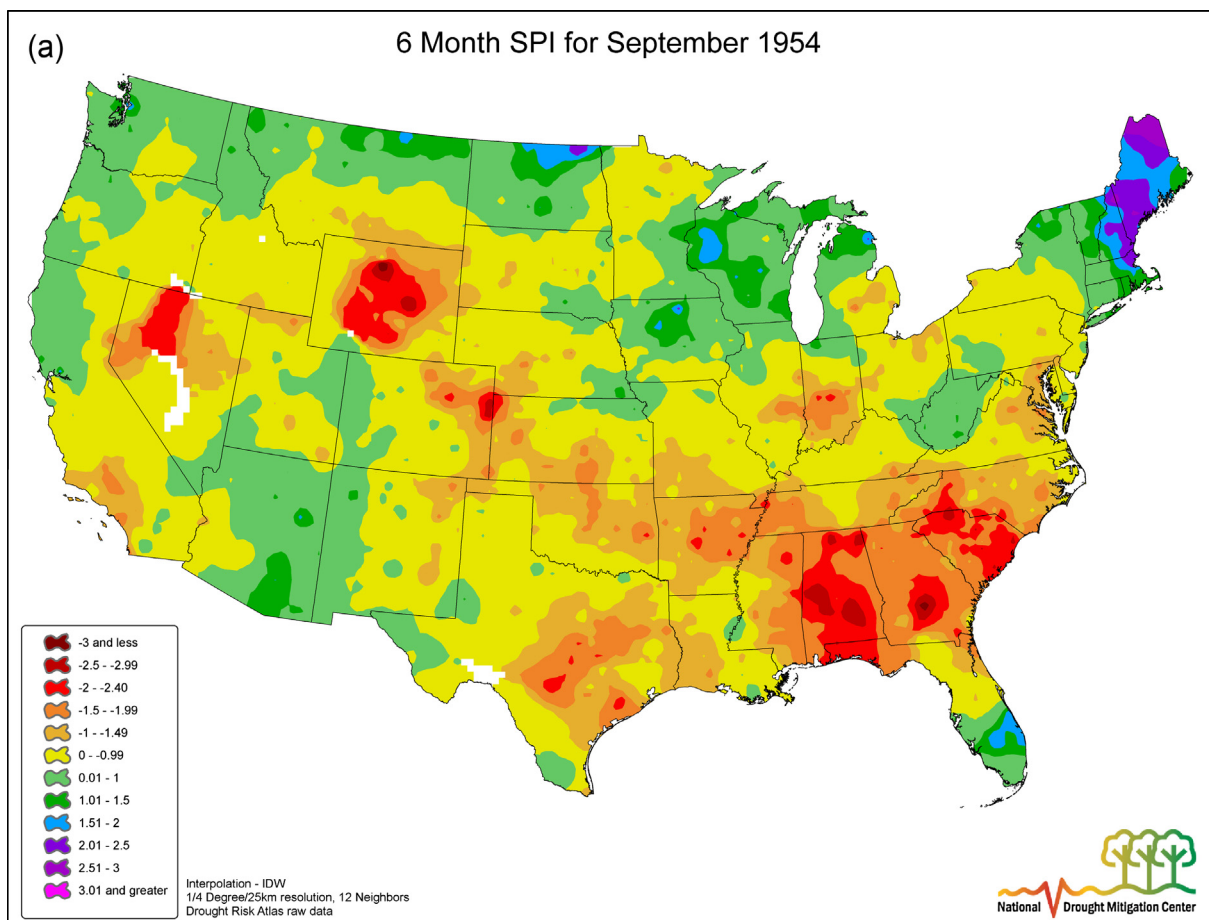 (a)
6 Month SPI for September 1954
-3 and less
-2.5 - -2.99
-2 - -2.40
-1.5 - -1.99
-1 - -1.49
0 - -0.99
0.01 - 1
1.01 - 1.5
1.51 - 2
2.01 - 2.5
2.51 - 3
3.01 and greater
Interpolation - IDW
1/4 Degree/25km resolution, 12 Neighbors
Drought Risk Atlas raw data
National Drought Mitigation Center